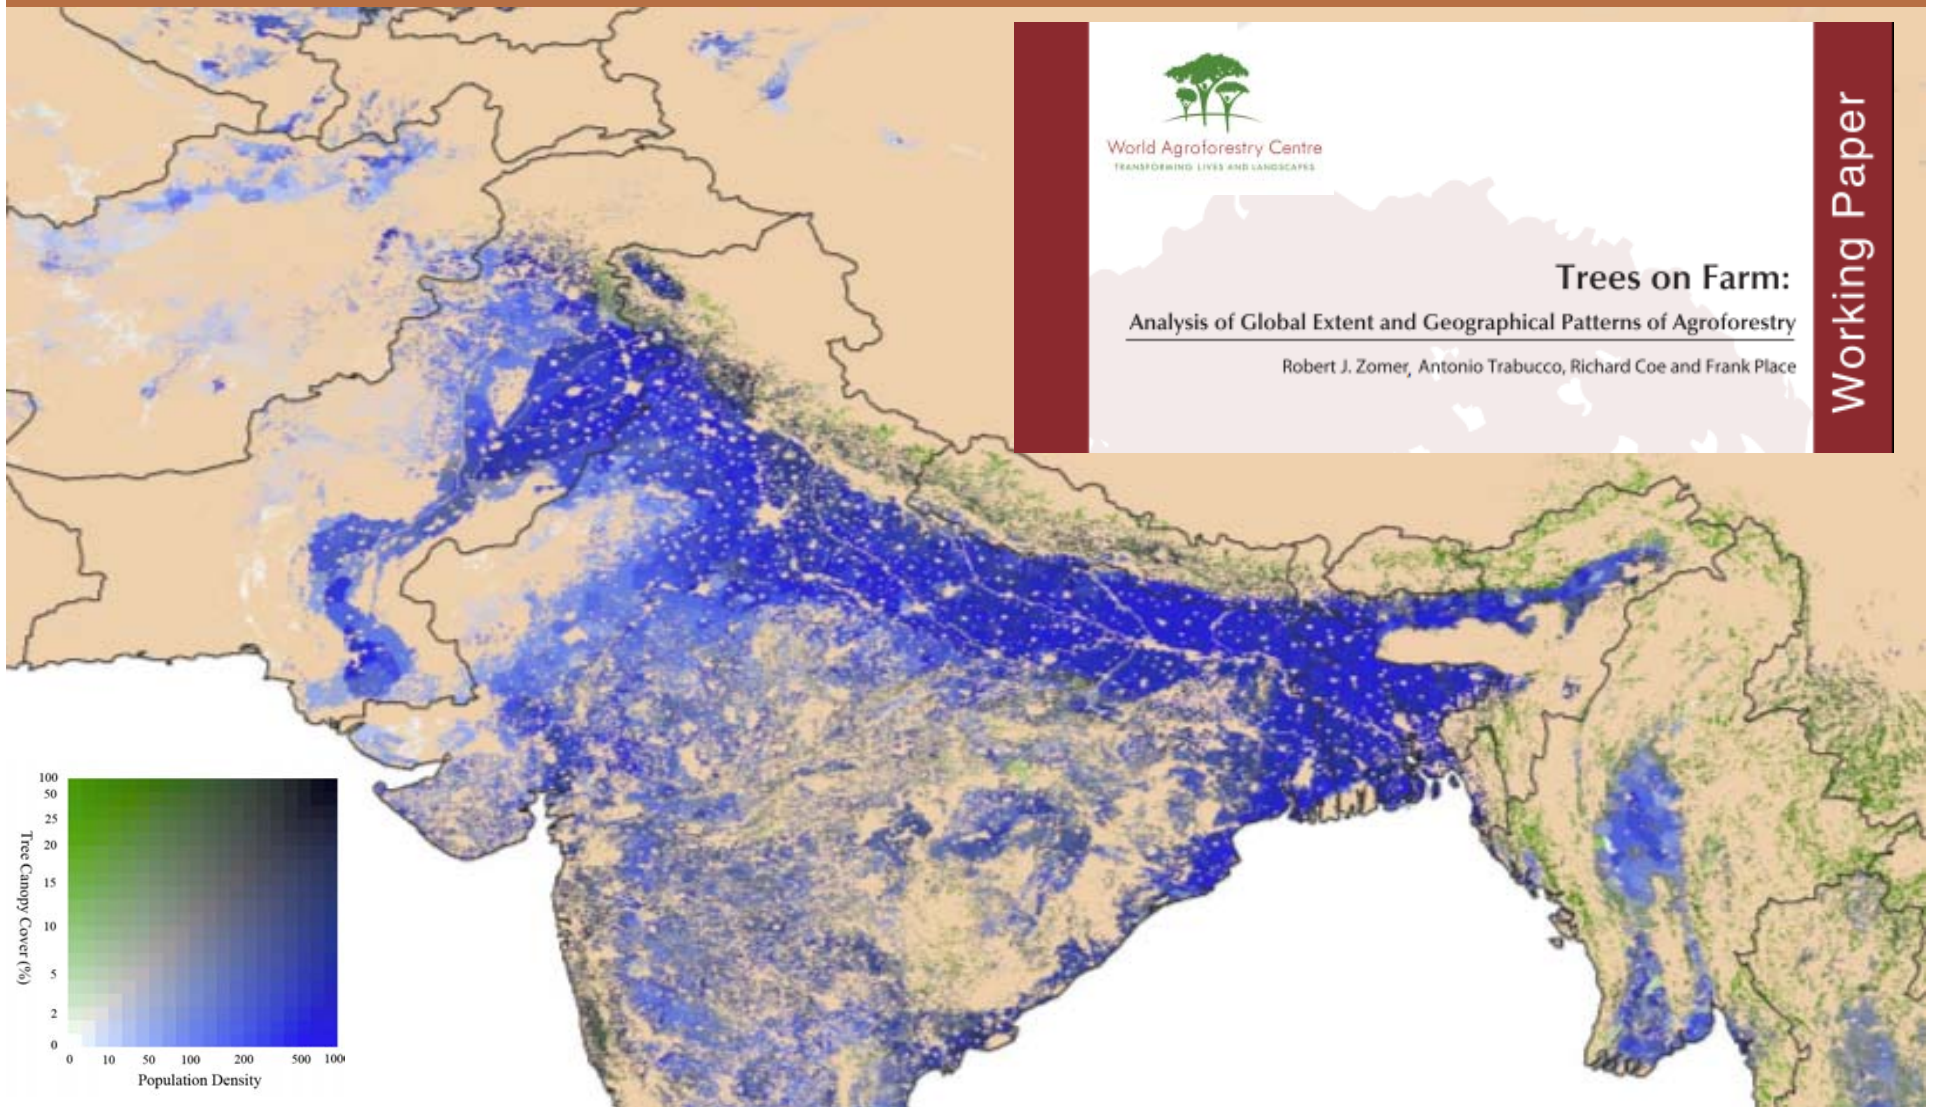 World Agroforestry Centre
TRANSFORMING LIVES AND LANDSCAPES
Trees on Farm:
Analysis of Global Extent and Geographical Patterns of Agroforestry
Robert J. Zomer, Antonio Trabucco, Richard Coe and Frank Place
Working Paper
100
50
25
20
15
10
5
2
0
Tree Canopy Cover (%)
0 10 50 100 200 500 100
Population Density